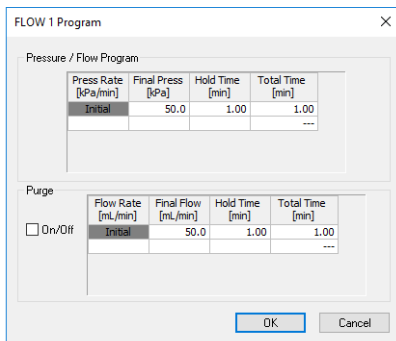 FLOW 1 Program
Pressure / Flow Program
Press Rate [kPa/min] Final Press [kPa] Hold Time [min] Total Time [min]
Initial 50.0 1.00 1.00
---
Purge
On/Off
Flow Rate [mL/min] Final Flow [mL/min] Hold Time [min] Total Time [min]
Initial 50.0 1.00 1.00
---
OK Cancel